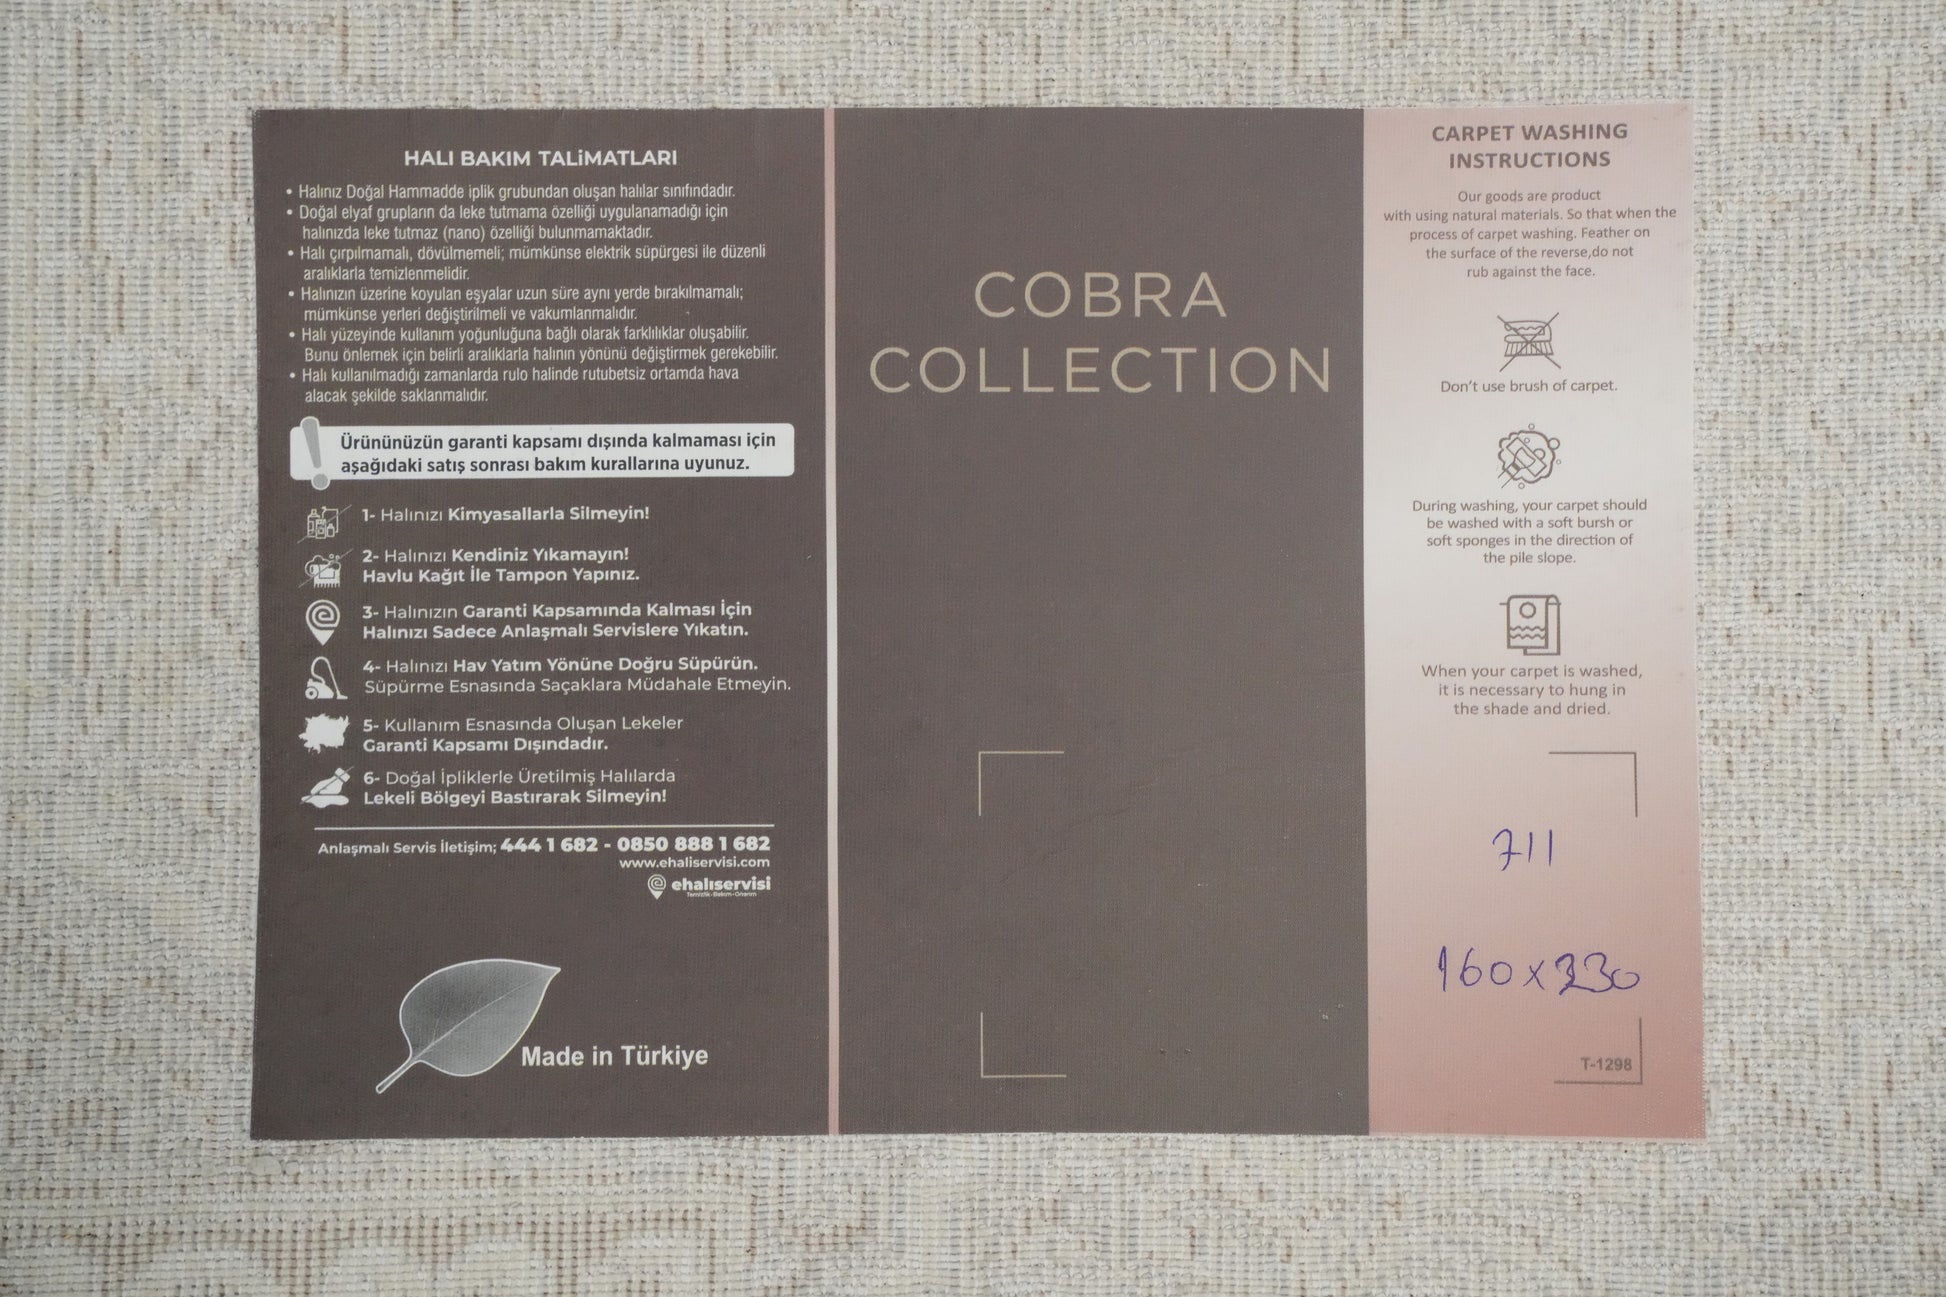 HALI BAKIM TALİMATLARI
• Halınız Doğal Hammadde iplik grubundan oluşan halılar sınıfındadır.
• Doğal elyaf grupların da leke tutmama özelliği uygulanamadığı için
halınızda leke tutmaz (nano) özelliği bulunmamaktadır.
• Halı çırpılmamalı, dövülmemeli; mümkünse elektrik süpürgesi ile düzenli
aralıklarla temizlenmelidir.
• Halınızın üzerine koyulan eşyalar uzun süre aynı yerde bırakılmamalı;
mümkünse yerleri değiştirilmeli ve vakumlanmalıdır.
• Halı yüzeyinde kullanım yoğunluğuna bağlı olarak farklılıklar oluşabilir.
Bunu önlemek için belirli aralıklarla halının yönünü değiştirmek gerekebilir.
• Halı kullanılmadığı zamanlarda rulo halinde rutubetsiz ortamda hava
alacak şekilde saklanmalıdır.
Ürününüzün garanti kapsamı dışında kalmaması için
aşağıdaki satış sonrası bakım kurallarına uyunuz.
1- Halınızı Kimyasallarla Silmeyin!
2- Halınızı Kendiniz Yıkamayın!
Havlu Kağıt İle Tampon Yapınız.
3- Halınızın Garanti Kapsamında Kalması İçin
Halınızı Sadece Anlaşmalı Servislere Yıkatın.
4- Halınızı Hav Yatım Yönüne Doğru Süpürün.
Süpürme Esnasında Saçaklara Müdahale Etmeyin.
5- Kullanım Esnasında Oluşan Lekeler
Garanti Kapsamı Dışındadır.
6- Doğal İpliklerle Üretilmiş Halılarda
Lekeli Bölgeyi Bastırarak Silmeyin!
Anlaşmalı Servis İletişim; 444 1 682 - 0850 888 1 682
www.ehaliservisi.com
ehalıservisi
Temizlik-Bakım-Onarım
Made in Türkiye
COBRA
COLLECTION
CARPET WASHING
INSTRUCTIONS
Our goods are product
with using natural materials. So that when the
process of carpet washing. Feather on
the surface of the reverse,do not
rub against the face.
Don't use brush of carpet.
During washing, your carpet should
be washed with a soft bursh or
soft sponges in the direction of
the pile slope.
When your carpet is washed,
it is necessary to hung in
the shade and dried.
711
160x230
T-1298